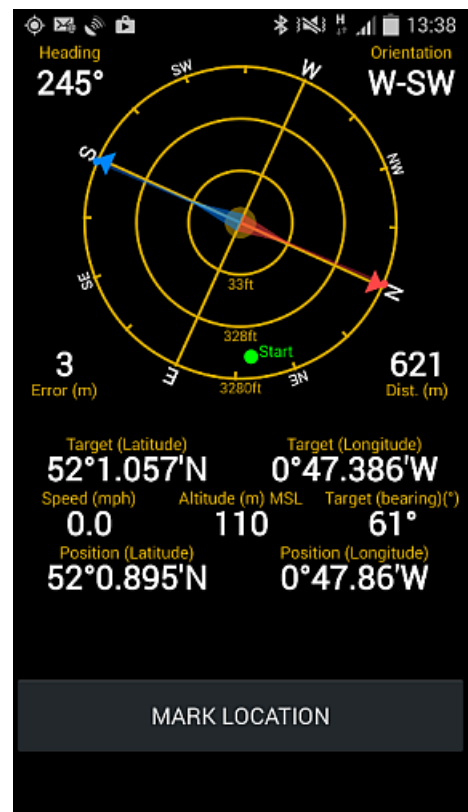 H 13:38
Heading Orientation
245° W-SW
SW W
S NW
33ft
SE N
328ft
Start
3 E 3280ft NE 621
Error (m) Dist. (m)
Target (Latitude) Target (Longitude)
52°1.057'N 0°47.386'W
Speed (mph) Altitude (m) MSL Target (bearing)(°)
0.0 110 61°
Position (Latitude) Position (Longitude)
52°0.895'N 0°47.86'W
MARK LOCATION